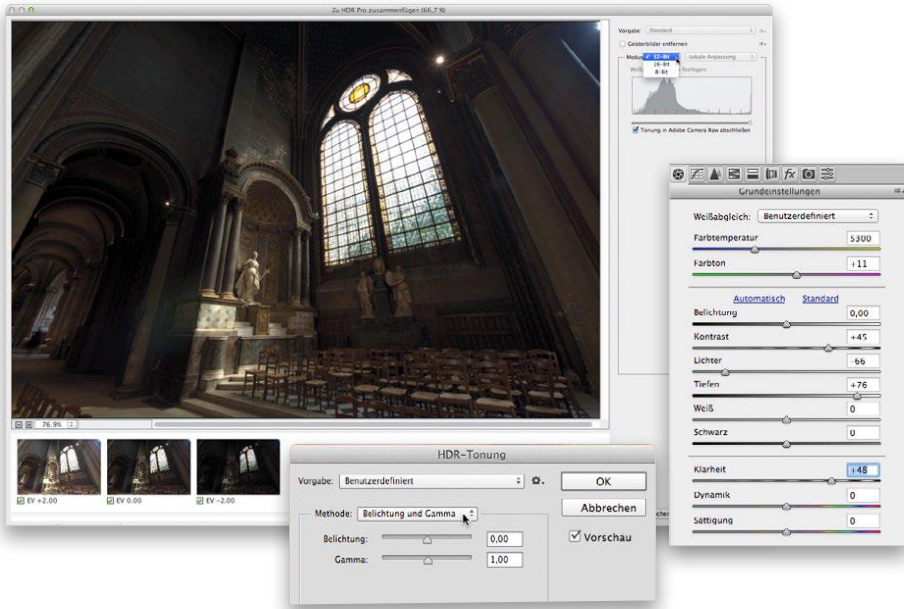 Zu HDR Pro zusammenfügen (66,7 %)
Vorgabe: Standard
Geisterbilder entfernen
Modus: 32-Bit Lokale Anpassung
16-Bit
8-Bit
festlegen:
Tonung in Adobe Camera Raw abschließen
76.9%
EV +2.00
EV 0.00
EV -2.00
HDR-Tonung
Vorgabe: Benutzerdefiniert
OK
Abbrechen
Vorschau
Methode: Belichtung und Gamma
Belichtung: 0,00
Gamma: 1,00
fx
Grundeinstellungen
Weißabgleich: Benutzerdefiniert
Farbtemperatur 5300
Farbton +11
Automatisch Standard
Belichtung 0,00
Kontrast +45
Lichter -66
Tiefen +76
Weiß 0
Schwarz 0
Klarheit +48
Dynamik 0
Sättigung 0